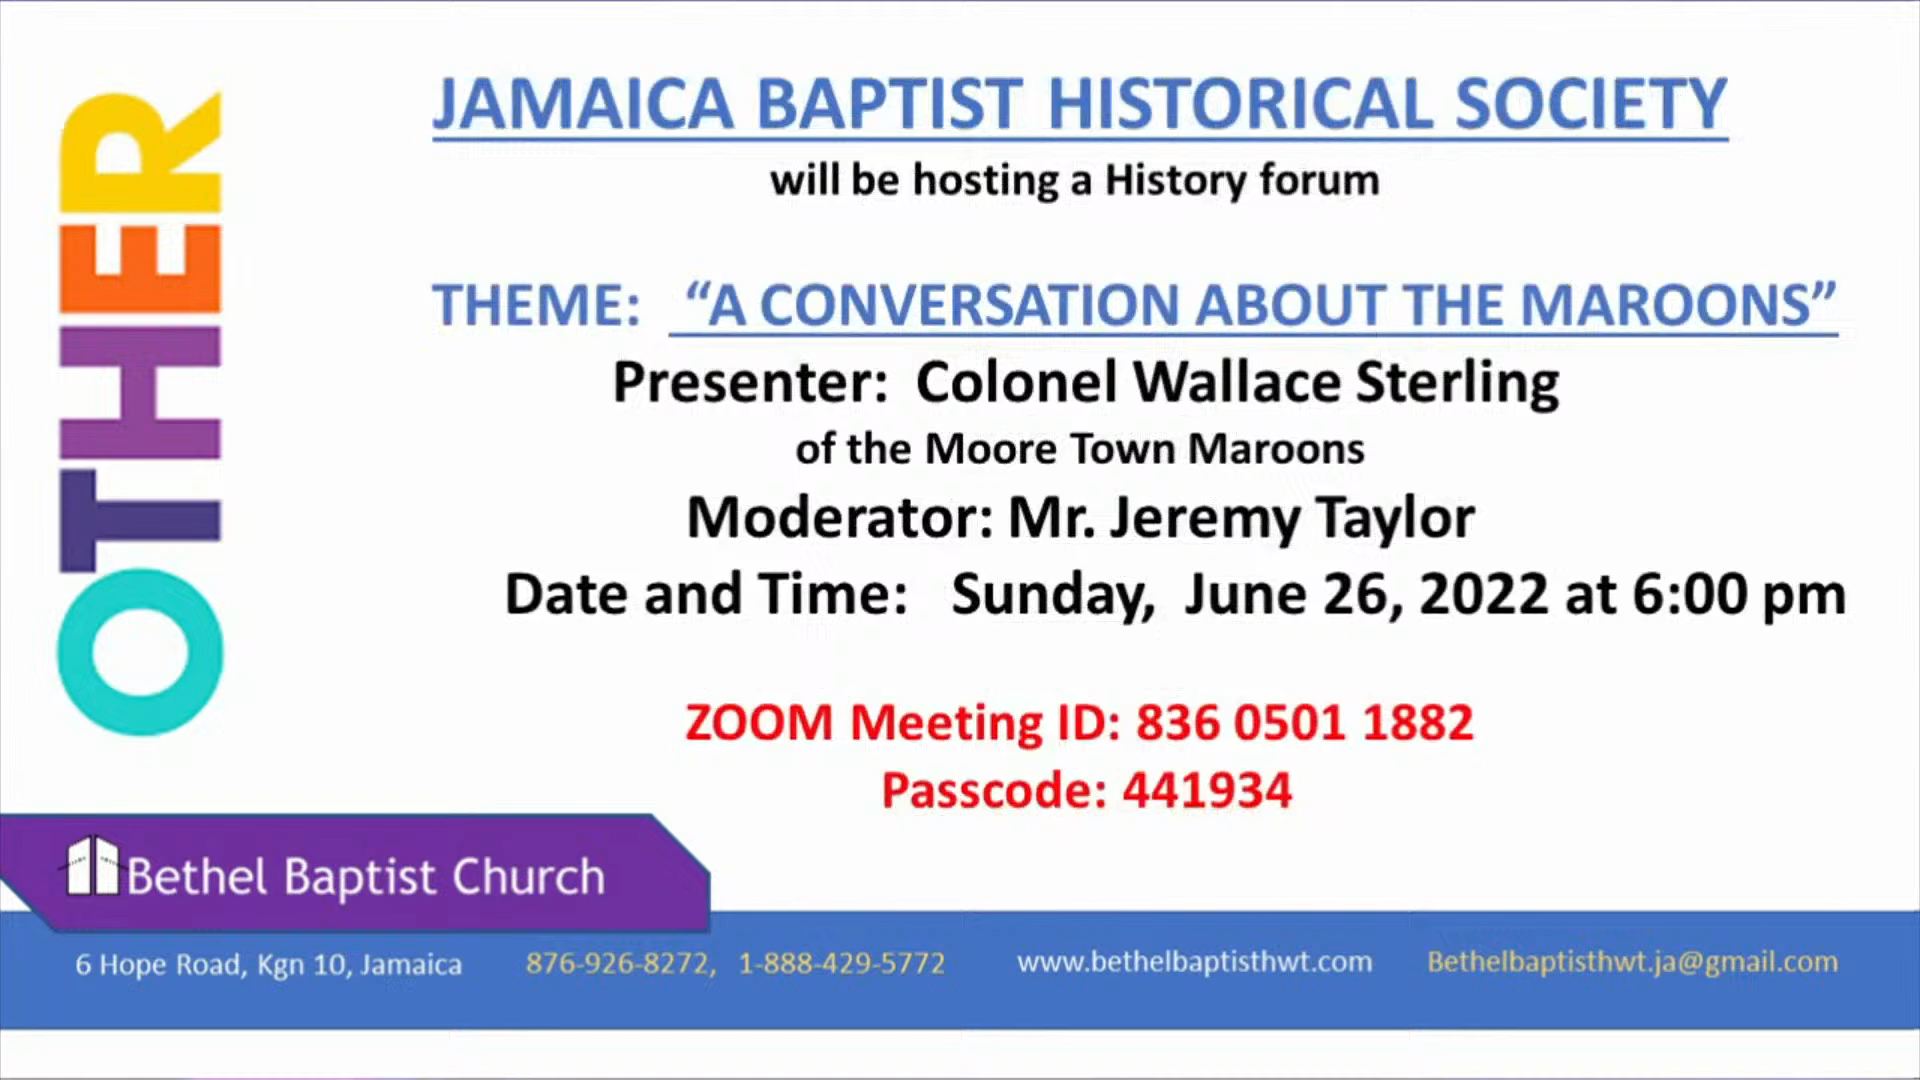 OTHER
JAMAICA BAPTIST HISTORICAL SOCIETY
will be hosting a History forum
THEME: “A CONVERSATION ABOUT THE MAROONS”
Presenter: Colonel Wallace Sterling
of the Moore Town Maroons
Moderator: Mr. Jeremy Taylor
Date and Time: Sunday, June 26, 2022 at 6:00 pm
ZOOM Meeting ID: 836 0501 1882
Passcode: 441934
Bethel Baptist Church
6 Hope Road, Kgn 10, Jamaica 876-926-8272, 1-888-429-5772 www.bethelbaptisthwt.com Bethelbaptisthwt.ja@gmail.com